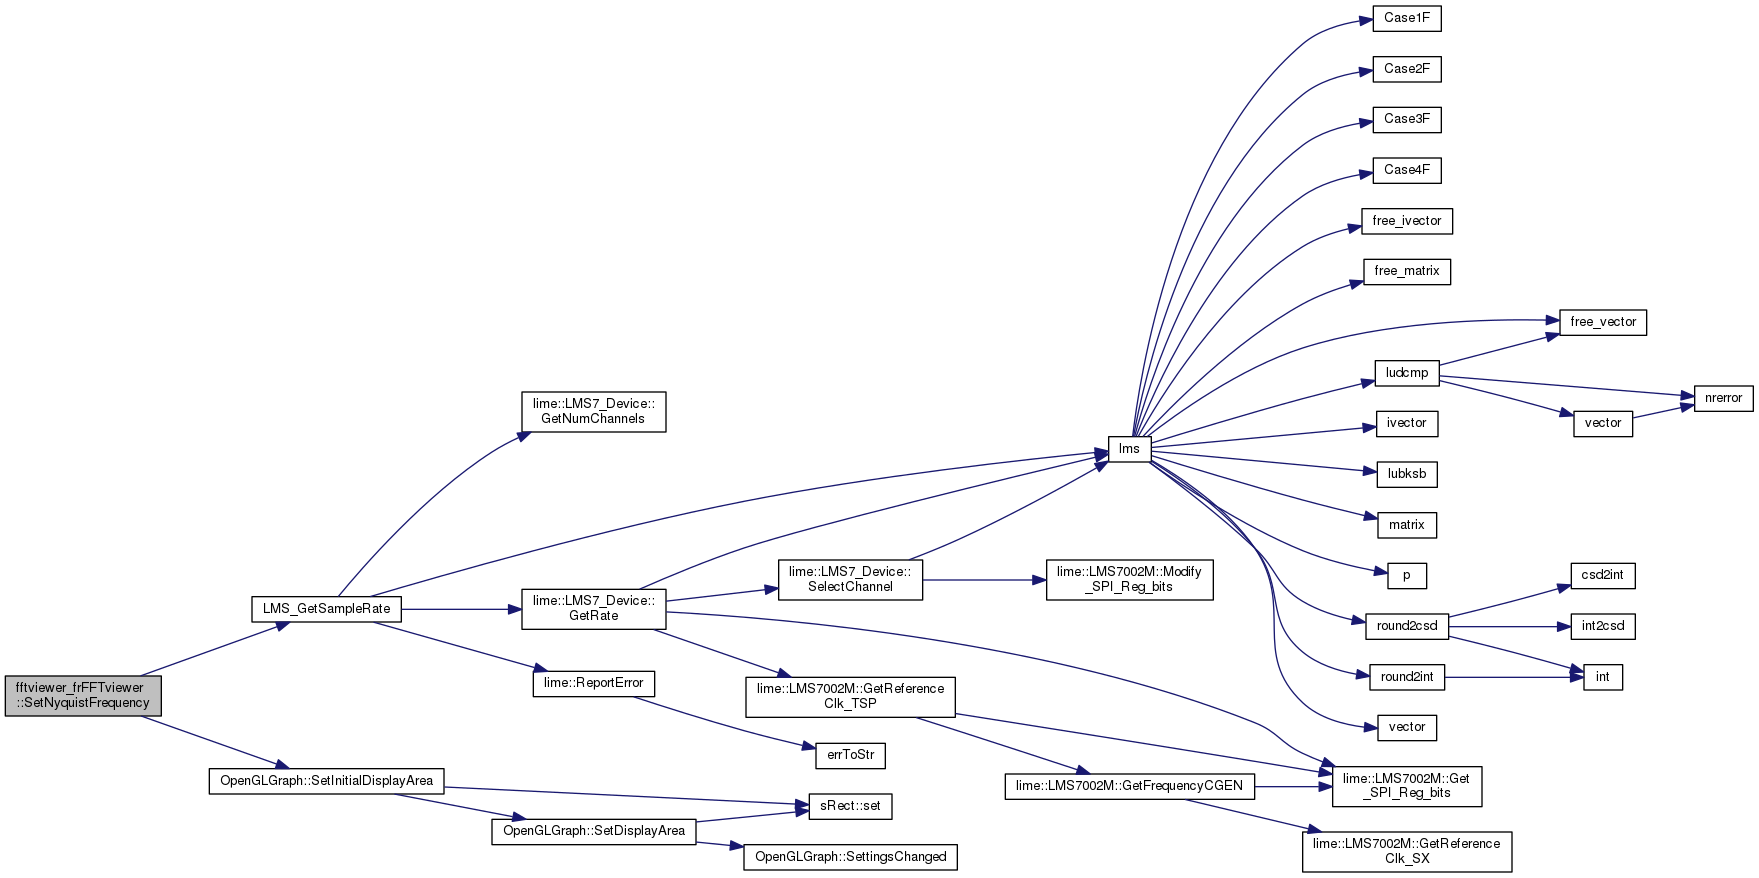 fftviewer_frFFTviewer
::SetNyquistFrequency
LMS_GetSampleRate
OpenGLGraph::SetInitialDisplayArea
lime::LMS7_Device::
GetNumChannels
lime::LMS7_Device::
GetRate
lime::ReportError
OpenGLGraph::SetDisplayArea
lime::LMS7_Device::
SelectChannel
lime::LMS7002M::GetReference
Clk_TSP
errToStr
sRect::set
OpenGLGraph::SettingsChanged
lms
lime::LMS7002M::Modify
_SPI_Reg_bits
lime::LMS7002M::GetFrequencyCGEN
Case1F
Case2F
Case3F
Case4F
free_ivector
free_matrix
ludcmp
ivector
lubksb
matrix
p
round2csd
round2int
vector
lime::LMS7002M::Get
_SPI_Reg_bits
lime::LMS7002M::GetReference
Clk_SX
free_vector
vector
csd2int
int2csd
int
nrerror